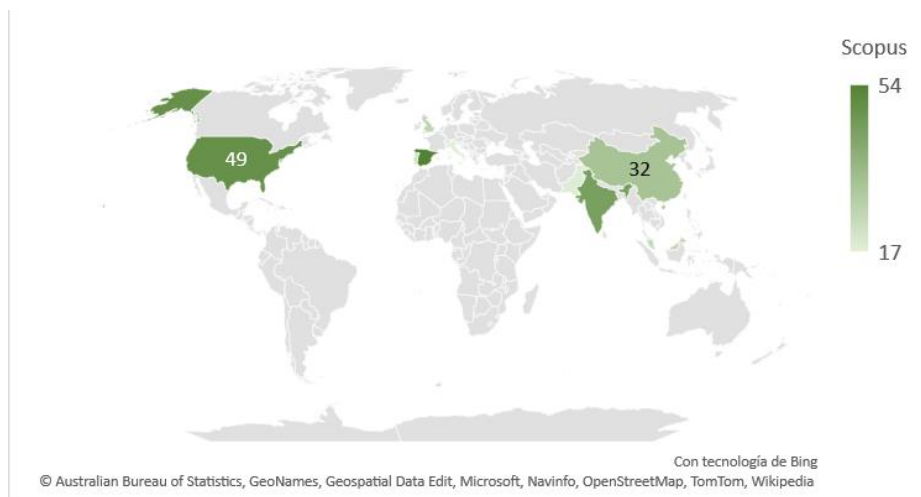 Scopus
54
49
32
17
Con tecnología de Bing
© Australian Bureau of Statistics, GeoNames, Geospatial Data Edit, Microsoft, Navinfo, OpenStreetMap, TomTom, Wikipedia